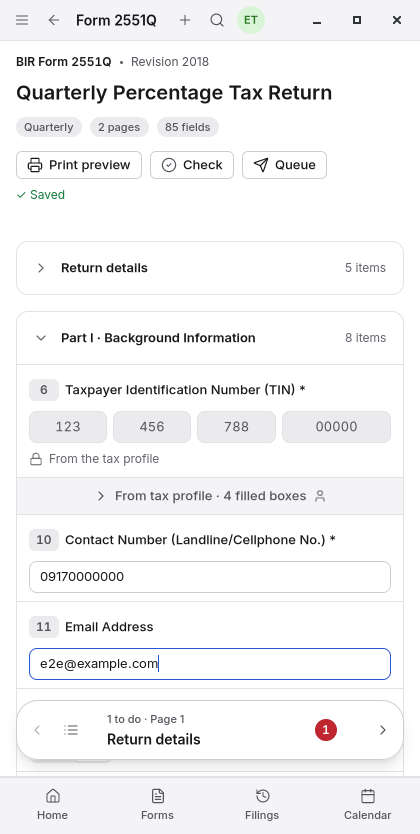 Form 2551Q
ET
BIR Form 2551Q • Revision 2018
Quarterly Percentage Tax Return
Quarterly
2 pages
85 fields
Print preview
Check
Queue
✓ Saved
Return details
5 items
Part I · Background Information
8 items
6 Taxpayer Identification Number (TIN) *
123 456 788 00000
From the tax profile
From tax profile · 4 filled boxes
10 Contact Number (Landline/Cellphone No.) *
09170000000
11 Email Address
e2e@example.com
1 to do · Page 1
Return details
1
Home
Forms
Filings
Calendar